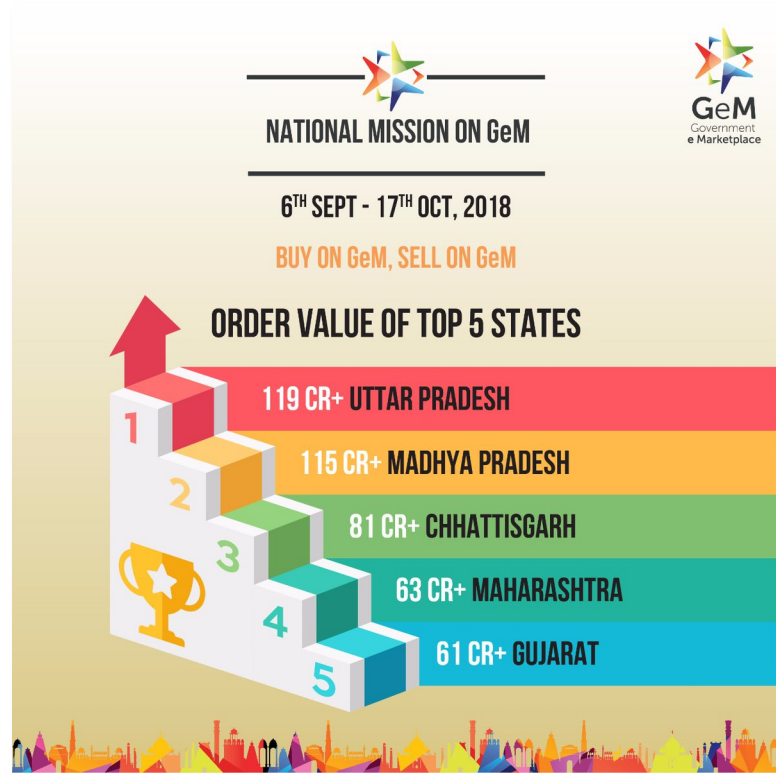 NATIONAL MISSION ON GeM
GeM
Government
e Marketplace
6TH SEPT - 17TH OCT, 2018
BUY ON GeM, SELL ON GeM
ORDER VALUE OF TOP 5 STATES
1
119 CR+ UTTAR PRADESH
2
115 CR+ MADHYA PRADESH
3
81 CR+ CHHATTISGARH
4
63 CR+ MAHARASHTRA
5
61 CR+ GUJARAT